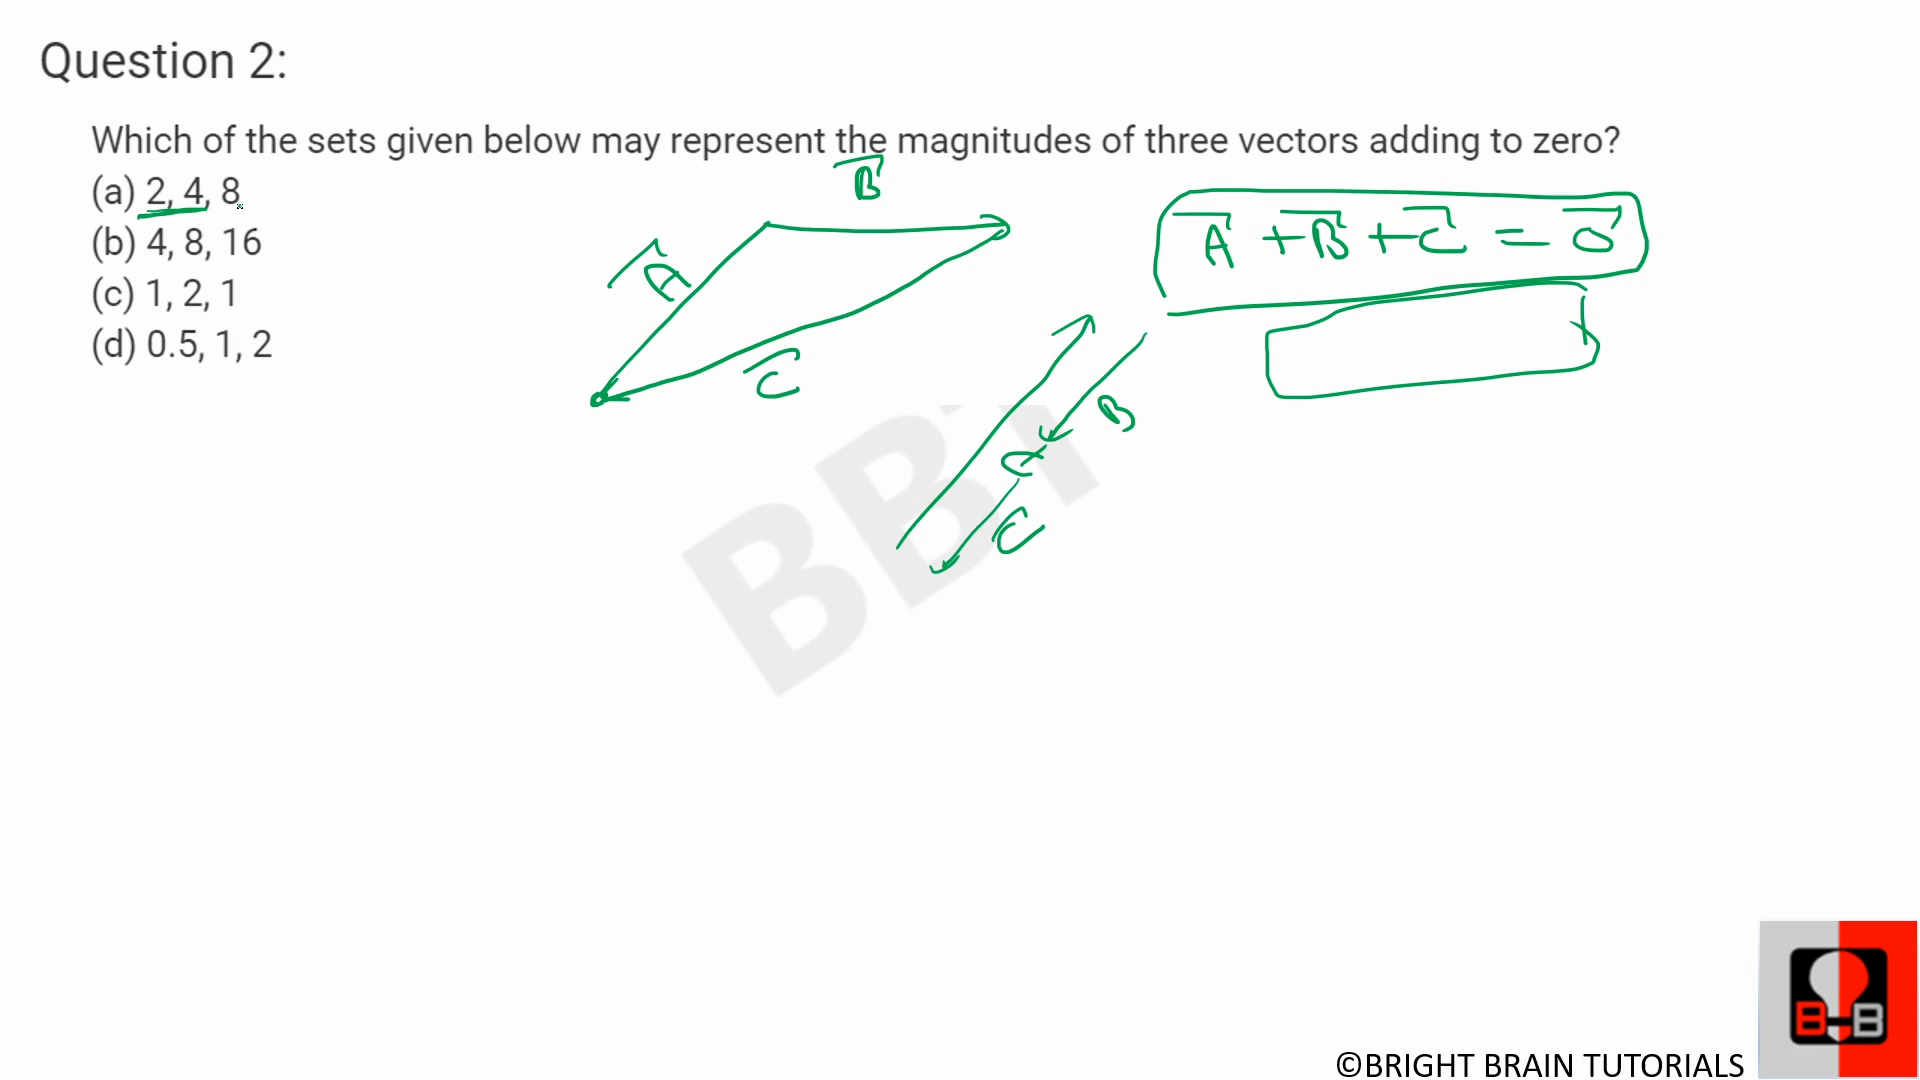 Question 2:
Which of the sets given below may represent the magnitudes of three vectors adding to zero?
(a) 2, 4, 8
(b) 4, 8, 16
(c) 1, 2, 1
(d) 0.5, 1, 2
B
A
C
A + B + C = 0
B
C
BBT
B B
©BRIGHT BRAIN TUTORIALS